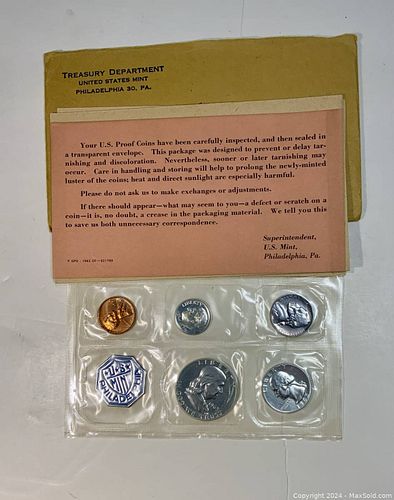 TREASURY DEPARTMENT
UNITED STATES MINT
PHILADELPHIA 30, PA.
Your U.S. Proof Coins have been carefully inspected, and then sealed in
a transparent envelope. This package was designed to prevent or delay tar-
nishing and discoloration. Nevertheless, sooner or later tarnishing may
occur. Care in handling and storing will help to prolong the newly-minted
luster of the coins; heat and direct sunlight are especially harmful.
Please do not ask us to make exchanges or adjustments.
If there should appear—what may seem to you—a defect or scratch on a
coin—it is, no doubt, a crease in the packaging material. We tell you this
to save us both unnecessary correspondence.
Superintendent,
U.S. Mint,
Philadelphia, Pa.
LIBERTY
U.S.
MINT
PHILADELPHIA
LIBERTY
Copyright 2024 - MaxSold.com